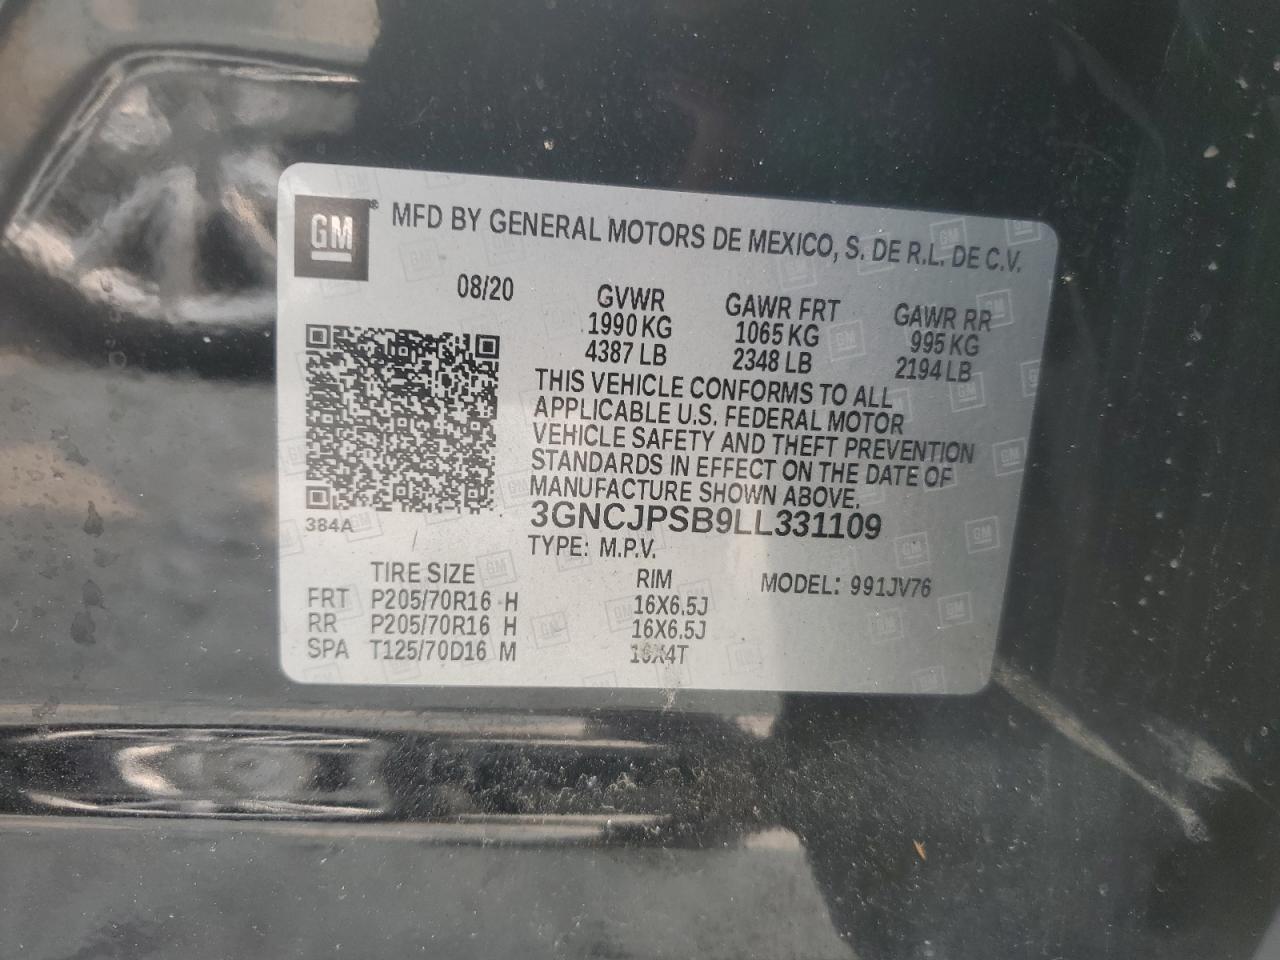 GM ® MFD BY GENERAL MOTORS DE MEXICO, S. DE R.L. DE C.V.
08/20 GVWR GAWR FRT GAWR RR
1990 KG 1065 KG 995 KG
4387 LB 2348 LB 2194 LB
THIS VEHICLE CONFORMS TO ALL
APPLICABLE U.S. FEDERAL MOTOR
VEHICLE SAFETY AND THEFT PREVENTION
STANDARDS IN EFFECT ON THE DATE OF
MANUFACTURE SHOWN ABOVE.
384A 3GNCJPSB9LL331109
TYPE: M.P.V.
TIRE SIZE RIM MODEL: 991JV76
FRT P205/70R16 H 16X6.5J
RR P205/70R16 H 16X6.5J
SPA T125/70D16 M 16X4T